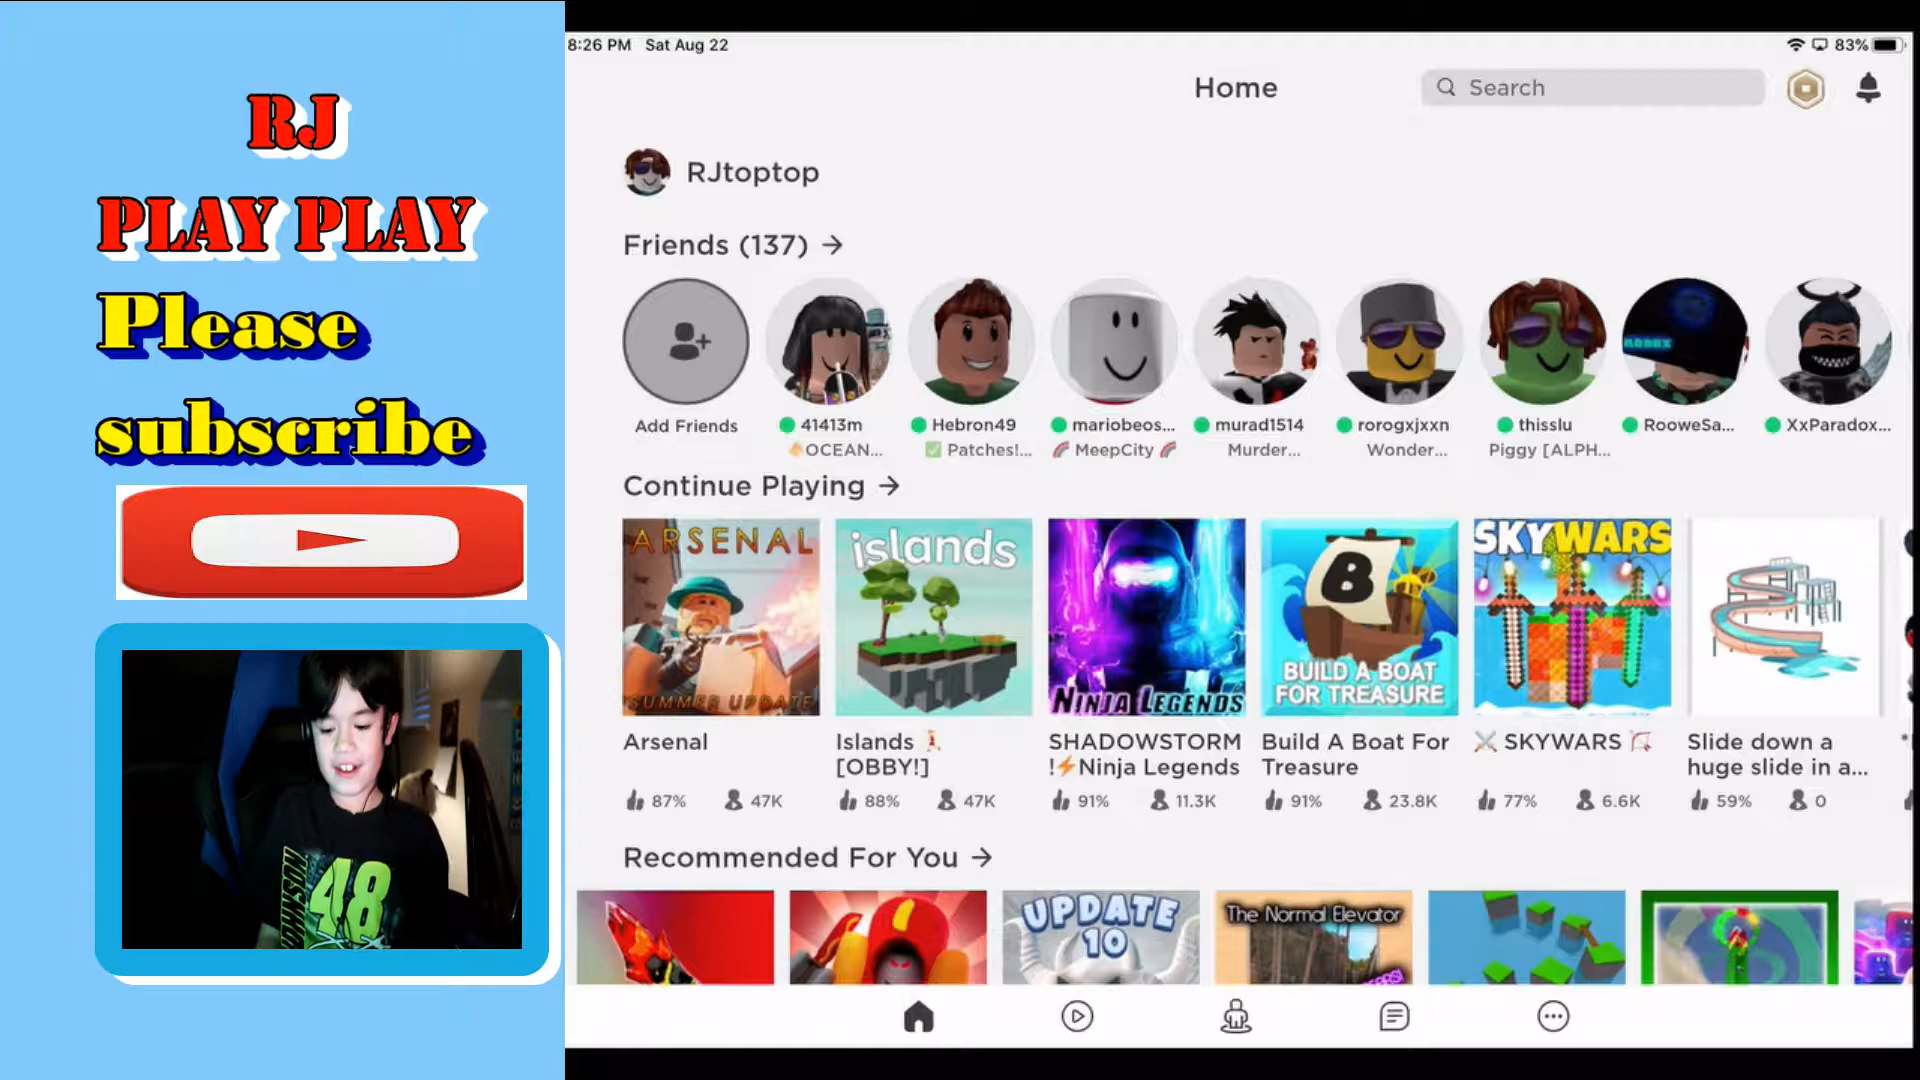 RJ
PLAY PLAY
Please
subscribe
48
8:26 PM Sat Aug 22
83%
Home
Search
RJtoptop
Friends (137) →
Add Friends
41413m
OCEAN...
Hebron49
✅ Patches!...
mariobeos...
🌈 MeepCity 🌈
murad1514
Murder...
rorogxjxxn
Wonder...
thisslu
Piggy [ALPH...
RooweSa...
XxParadox...
Continue Playing →
ARSENAL
SUMMER UPDATE
islands
NINJA LEGENDS
B
BUILD A BOAT
FOR TREASURE
SKYWARS
Arsenal
87% 47K
Islands
[OBBY!]
88% 47K
SHADOWSTORM
!⚡Ninja Legends
91% 11.3K
Build A Boat For
Treasure
91% 23.8K
⚔️ SKYWARS 🏹
77% 6.6K
Slide down a
huge slide in a...
59% 0
Recommended For You →
UPDATE
10
The Normal Elevator